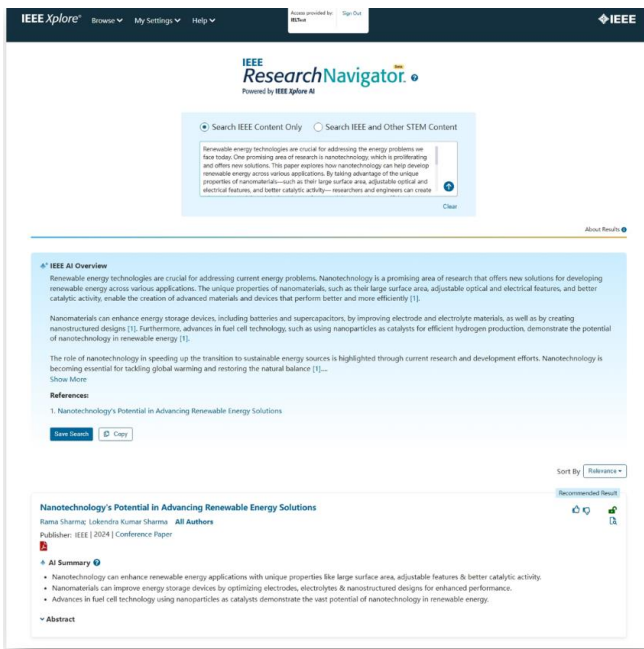 IEEE Xplore® Browse My Settings Help
Access provided by:
IELTest
Sign Out
IEEE
IEEE
Beta
ResearchNavigator.
Powered by IEEE Xplore AI
Search IEEE Content Only Search IEEE and Other STEM Content
Renewable energy technologies are crucial for addressing the energy problems we
face today. One promising area of research is nanotechnology, which is proliferating
and offers new solutions. This paper explores how nanotechnology can help develop
renewable energy across various applications. By taking advantage of the unique
properties of nanomaterials—such as their large surface area, adjustable optical and
electrical features, and better catalytic activity— researchers and engineers can create
Clear
About Results
IEEE AI Overview
Renewable energy technologies are crucial for addressing current energy problems. Nanotechnology is a promising area of research that offers new solutions for developing
renewable energy across various applications. The unique properties of nanomaterials, such as their large surface area, adjustable optical and electrical features, and better
catalytic activity, enable the creation of advanced materials and devices that perform better and more efficiently [1].
Nanomaterials can enhance energy storage devices, including batteries and supercapacitors, by improving electrode and electrolyte materials, as well as by creating
nanostructured designs [1]. Furthermore, advances in fuel cell technology, such as using nanoparticles as catalysts for efficient hydrogen production, demonstrate the potential
of nanotechnology in renewable energy [1].
The role of nanotechnology in speeding up the transition to sustainable energy sources is highlighted through current research and development efforts. Nanotechnology is
becoming essential for tackling global warming and restoring the natural balance [1]....
Show More
References:
1. Nanotechnology's Potential in Advancing Renewable Energy Solutions
Save Search Copy
Sort By Relevance
Recommended Result
Nanotechnology's Potential in Advancing Renewable Energy Solutions
Rama Sharma; Lokendra Kumar Sharma All Authors
Publisher: IEEE | 2024 | Conference Paper
AI Summary
• Nanotechnology can enhance renewable energy applications with unique properties like large surface area, adjustable features & better catalytic activity.
• Nanomaterials can improve energy storage devices by optimizing electrodes, electrolytes & nanostructured designs for enhanced performance.
• Advances in fuel cell technology using nanoparticles as catalysts demonstrate the vast potential of nanotechnology in renewable energy.
Abstract